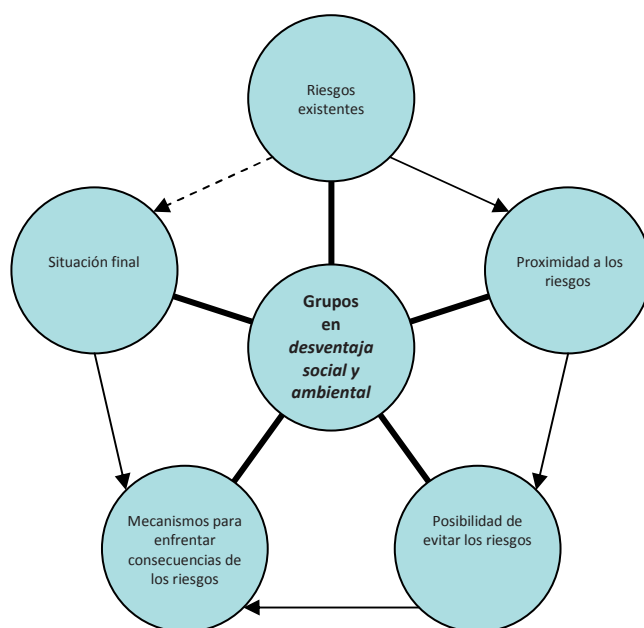 Riesgos
existentes
Situación final
Proximidad a los
riesgos
Grupos
en
desventaja
social y
ambiental
Mecanismos para
enfrentar
consecuencias de
los riesgos
Posibilidad de
evitar los riesgos